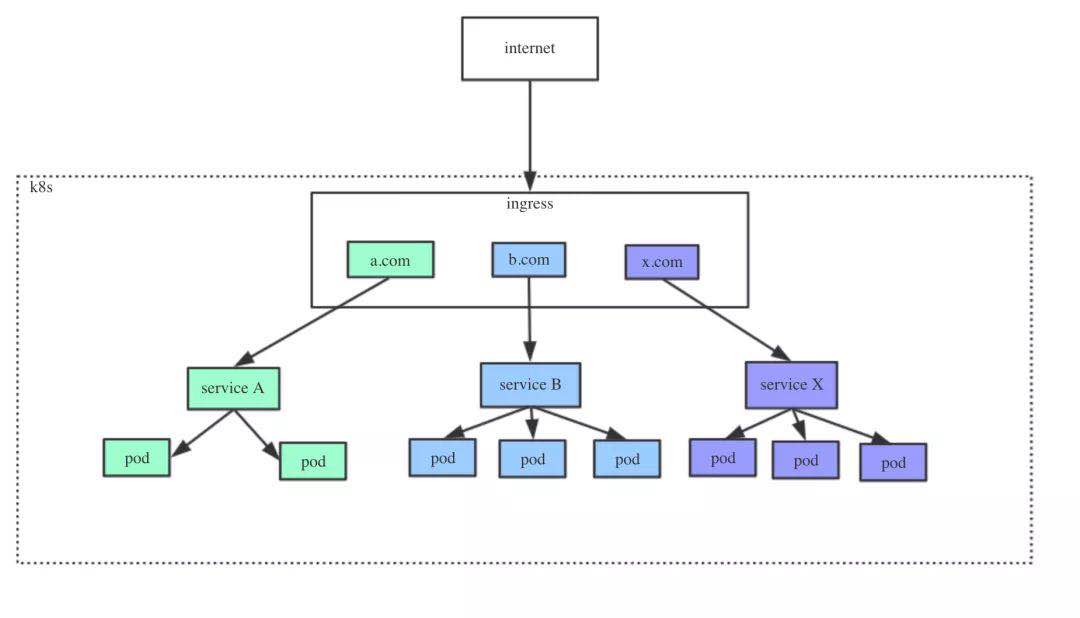 internet
k8s
ingress
a.com
b.com
x.com
service A
service B
service X
pod
pod
pod
pod
pod
pod
pod
pod